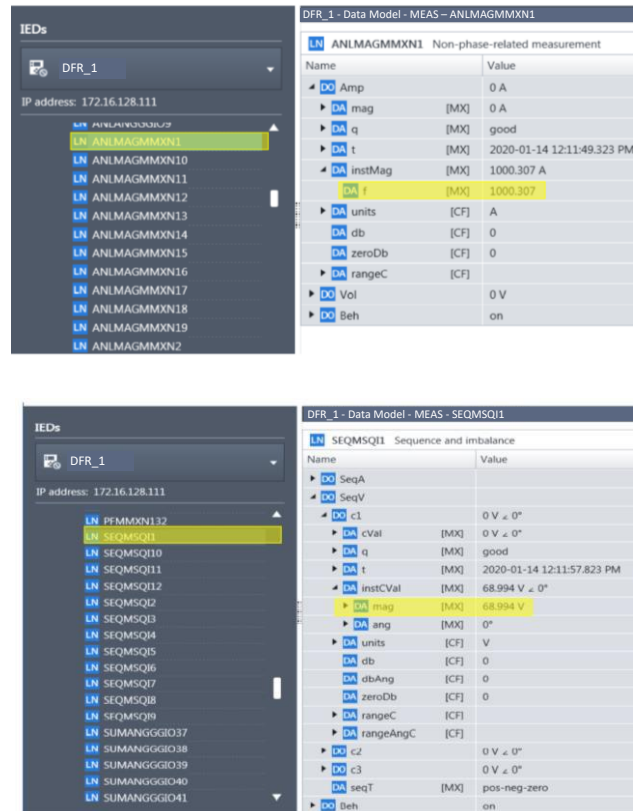 IEDs
DFR_1
IP address: 172.16.128.111
LN ANLANGGGIO9
LN ANLMAGMMXN1
LN ANLMAGMMXN10
LN ANLMAGMMXN11
LN ANLMAGMMXN12
LN ANLMAGMMXN13
LN ANLMAGMMXN14
LN ANLMAGMMXN15
LN ANLMAGMMXN16
LN ANLMAGMMXN17
LN ANLMAGMMXN18
LN ANLMAGMMXN19
LN ANLMAGMMXN2
DFR_1 - Data Model - MEAS – ANLMAGMMXN1
LN ANLMAGMMXN1 Non-phase-related measurement
Name Value
DO Amp 0 A
DA mag [MX] 0 A
DA q [MX] good
DA t [MX] 2020-01-14 12:11:49.323 PM
DA instMag [MX] 1000.307 A
DA f [MX] 1000.307
DA units [CF] A
DA db [CF] 0
DA zeroDb [CF] 0
DA rangeC [CF]
DO Vol 0 V
DO Beh on
IEDs
DFR_1
IP address: 172.16.128.111
LN PFMMXN132
LN SEQMSQI1
LN SEQMSQI10
LN SEQMSQI11
LN SEQMSQI12
LN SEQMSQI2
LN SEQMSQI3
LN SEQMSQI4
LN SEQMSQI5
LN SEQMSQI6
LN SEQMSQI7
LN SEQMSQI8
LN SEQMSQI9
LN SUMANGGGIO37
LN SUMANGGGIO38
LN SUMANGGGIO39
LN SUMANGGGIO40
LN SUMANGGGIO41
DFR_1 - Data Model - MEAS - SEQMSQI1
LN SEQMSQI1 Sequence and imbalance
Name Value
DO SeqA
DO SeqV
DO c1 0 V ∠ 0°
DA cVal [MX] 0 V ∠ 0°
DA q [MX] good
DA t [MX] 2020-01-14 12:11:57.823 PM
DA instCVal [MX] 68.994 V ∠ 0°
DA mag [MX] 68.994 V
DA ang [MX] 0°
DA units [CF] V
DA db [CF] 0
DA dbAng [CF] 0
DA zeroDb [CF] 0
DA rangeC [CF]
DA rangeAngC [CF]
DO c2 0 V ∠ 0°
DO c3 0 V ∠ 0°
DA seqT [MX] pos-neg-zero
DO Beh on